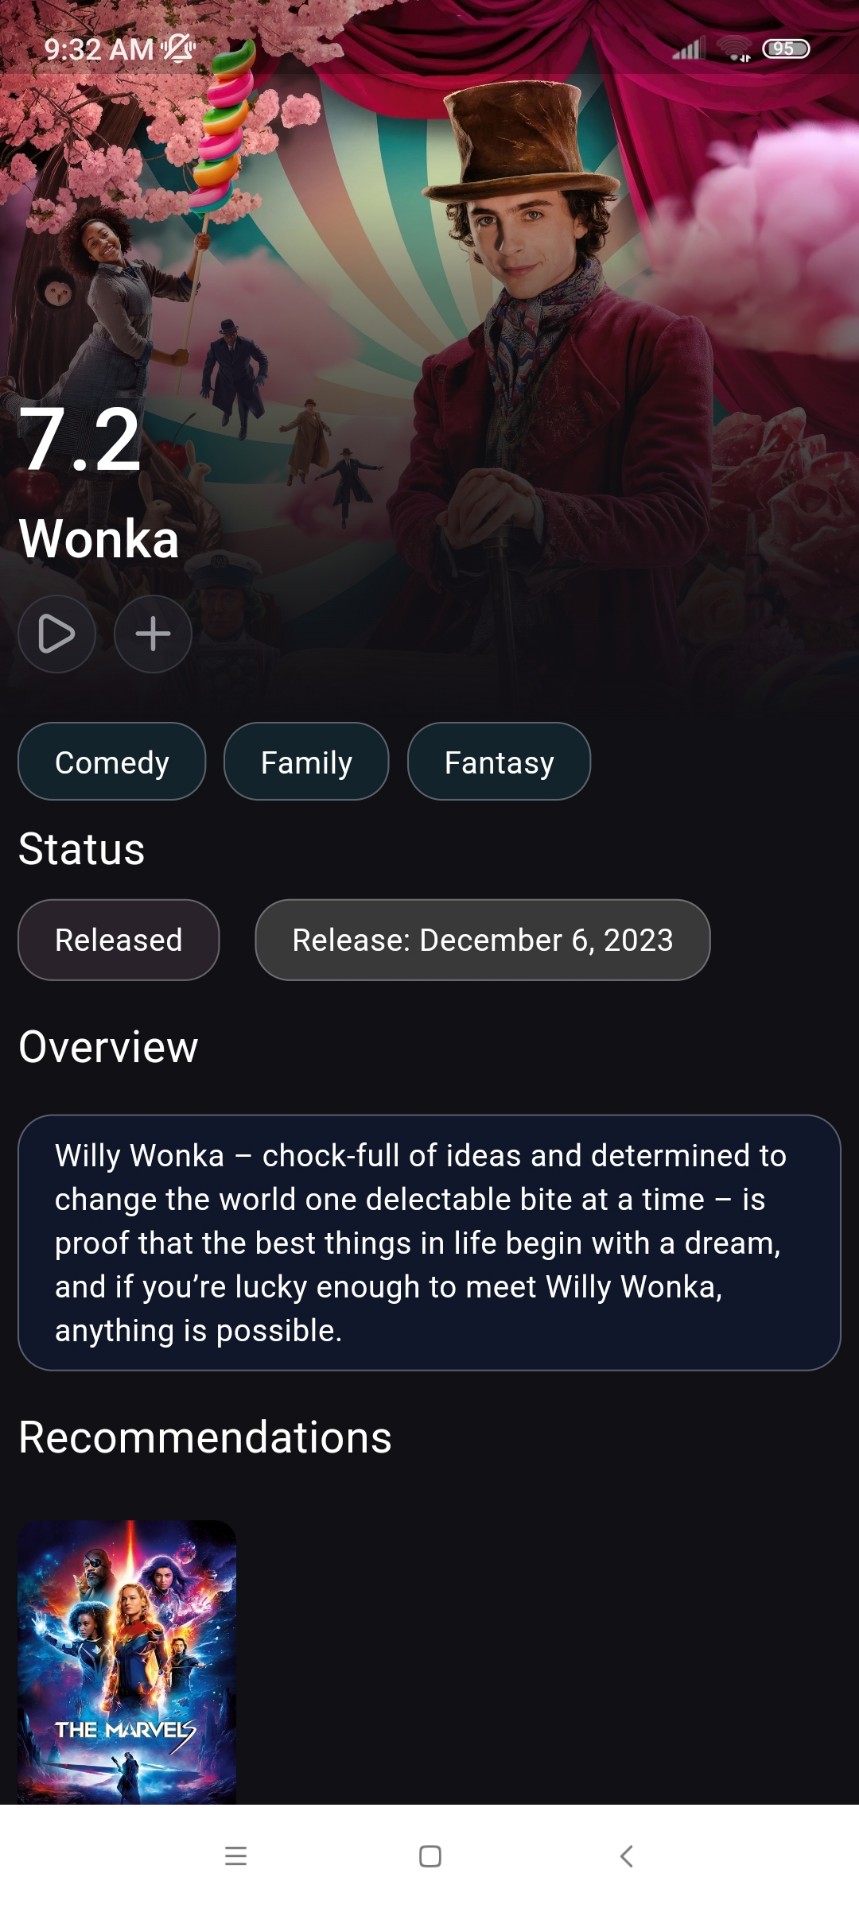 9:32 AM
95
7.2
Wonka
Comedy Family Fantasy
Status
Released Release: December 6, 2023
Overview
Willy Wonka – chock-full of ideas and determined to
change the world one delectable bite at a time – is
proof that the best things in life begin with a dream,
and if you’re lucky enough to meet Willy Wonka,
anything is possible.
Recommendations
THE MARVELS